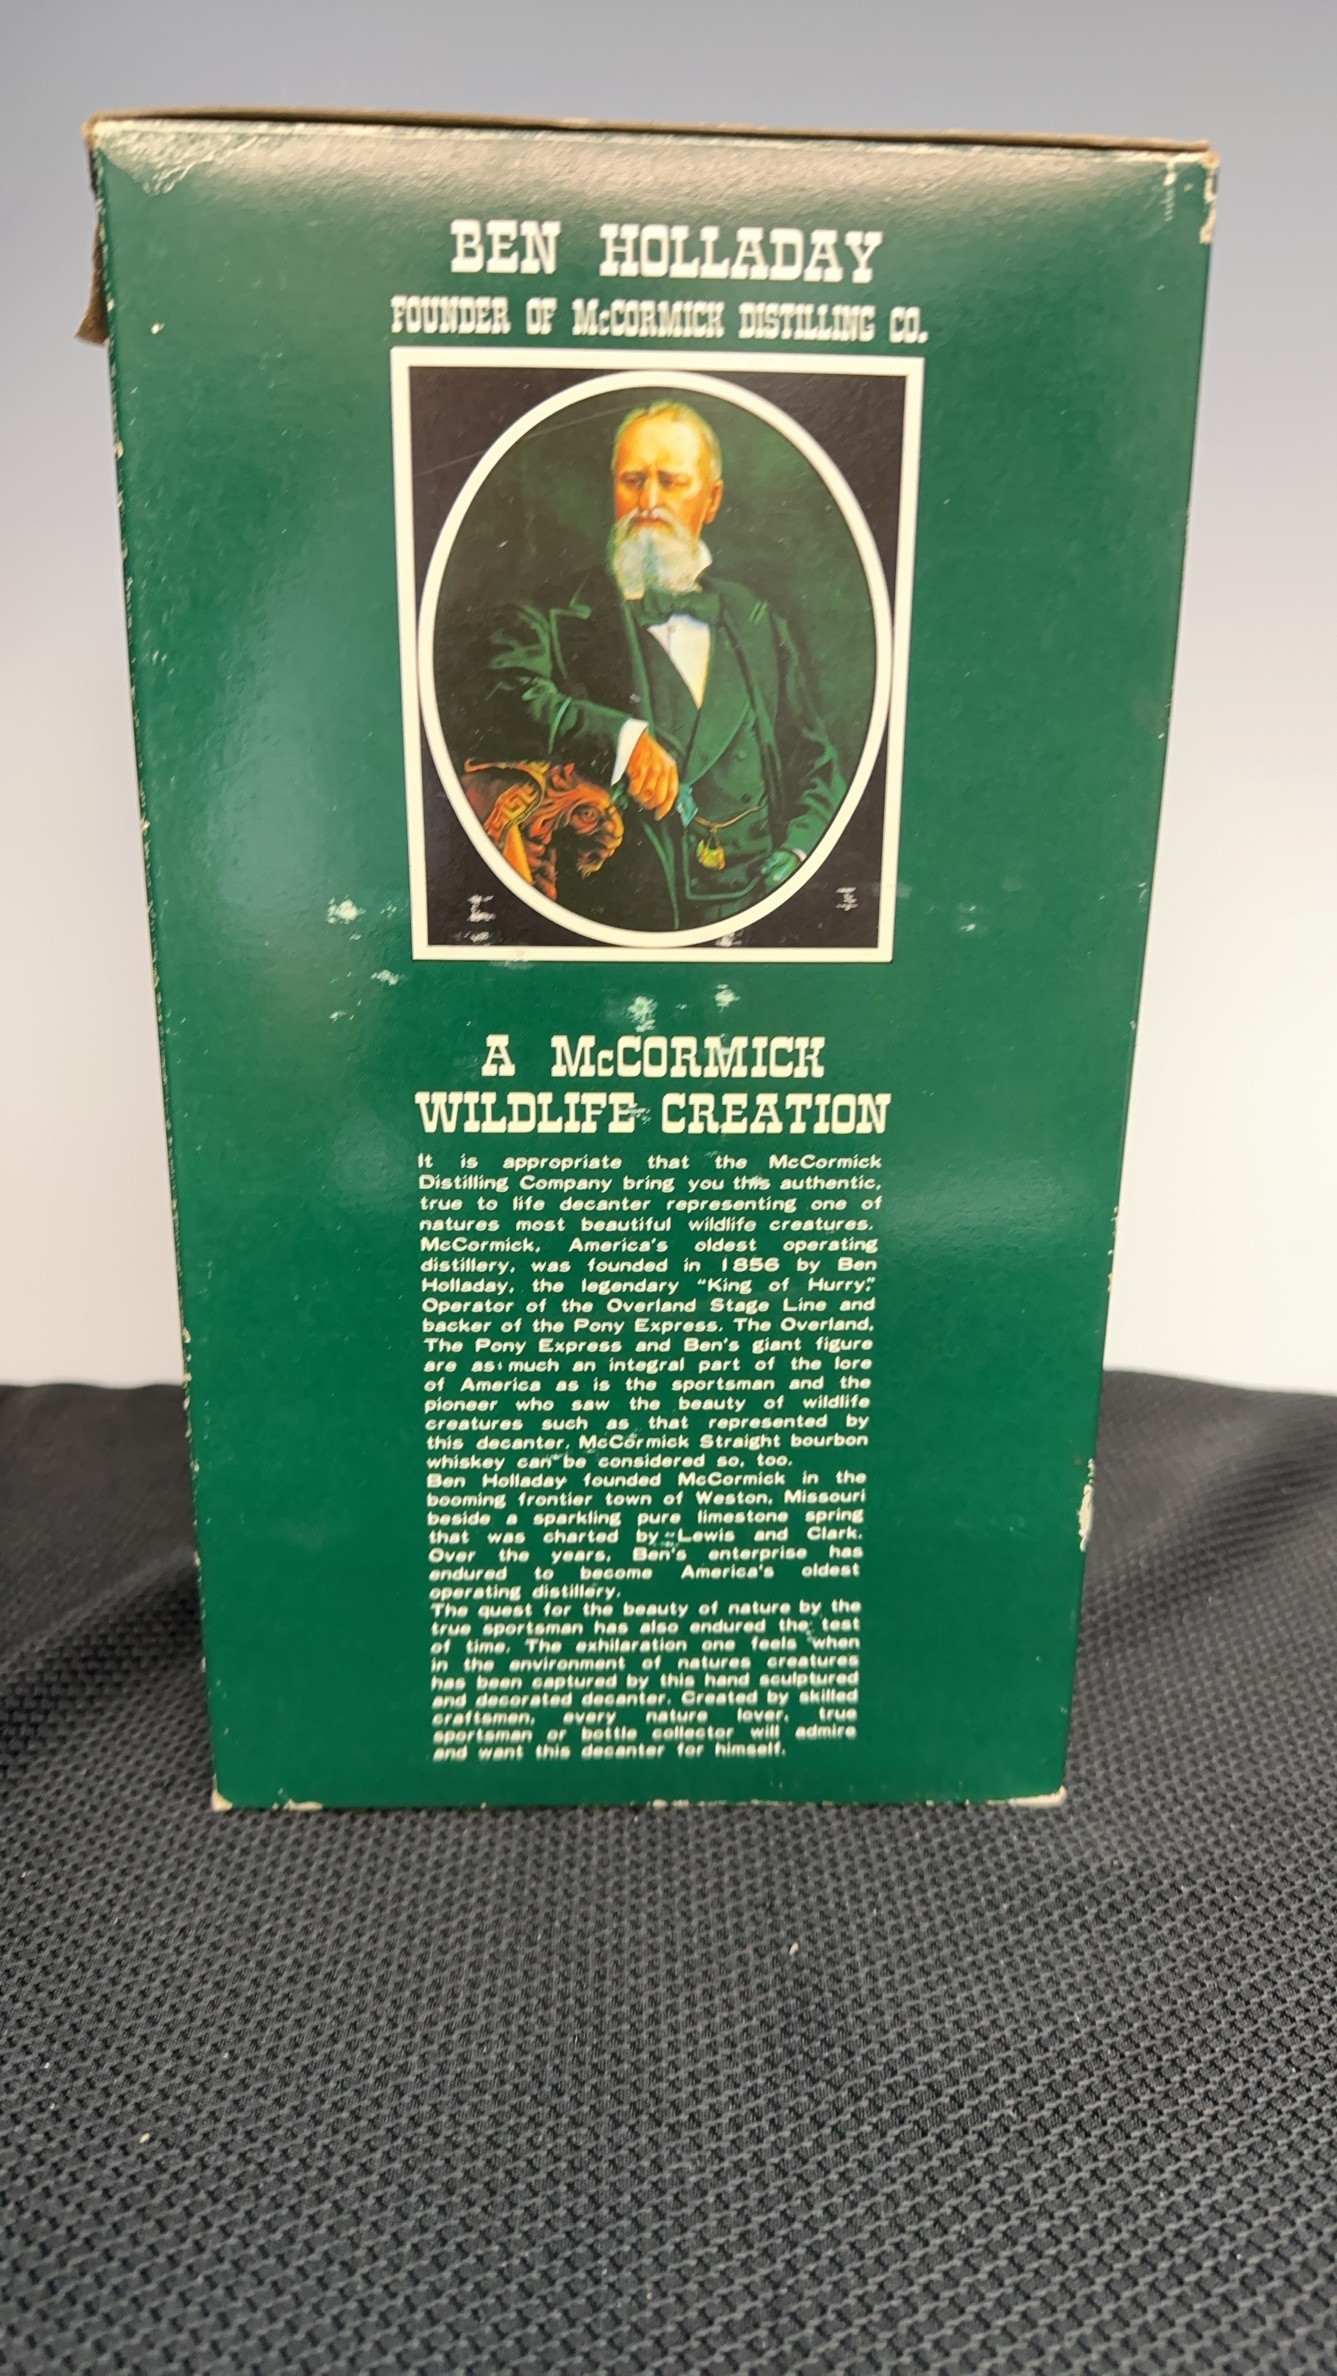 BEN HOLLADAY
FOUNDER OF McCORMICK DISTILLING CO.
A McCORMICK
WILDLIFE CREATION
It is appropriate that the McCormick
Distilling Company bring you this authentic,
true to life decanter representing one of
natures most beautiful wildlife creatures.
McCormick, America's oldest operating
distillery, was founded in 1856 by Ben
Holladay, the legendary "King of Hurry,"
Operator of the Overland Stage Line and
backer of the Pony Express. The Overland,
The Pony Express and Ben's giant figure
are as much an integral part of the lore
of America as is the sportsman and the
pioneer who saw the beauty of wildlife
creatures such as that represented by
this decanter. McCormick Straight bourbon
whiskey can be considered so, too.
Ben Holladay founded McCormick in the
booming frontier town of Weston, Missouri
beside a sparkling pure limestone spring
that was charted by Lewis and Clark.
Over the years, Ben's enterprise has
endured to become America's oldest
operating distillery.
The quest for the beauty of nature by the
true sportsman has also endured the test
of time. The exhilaration one feels when
in the environment of natures creatures
has been captured by this hand sculptured
and decorated decanter. Created by skilled
craftsmen, every nature lover, true
sportsman or bottle collector will admire
and want this decanter for himself.